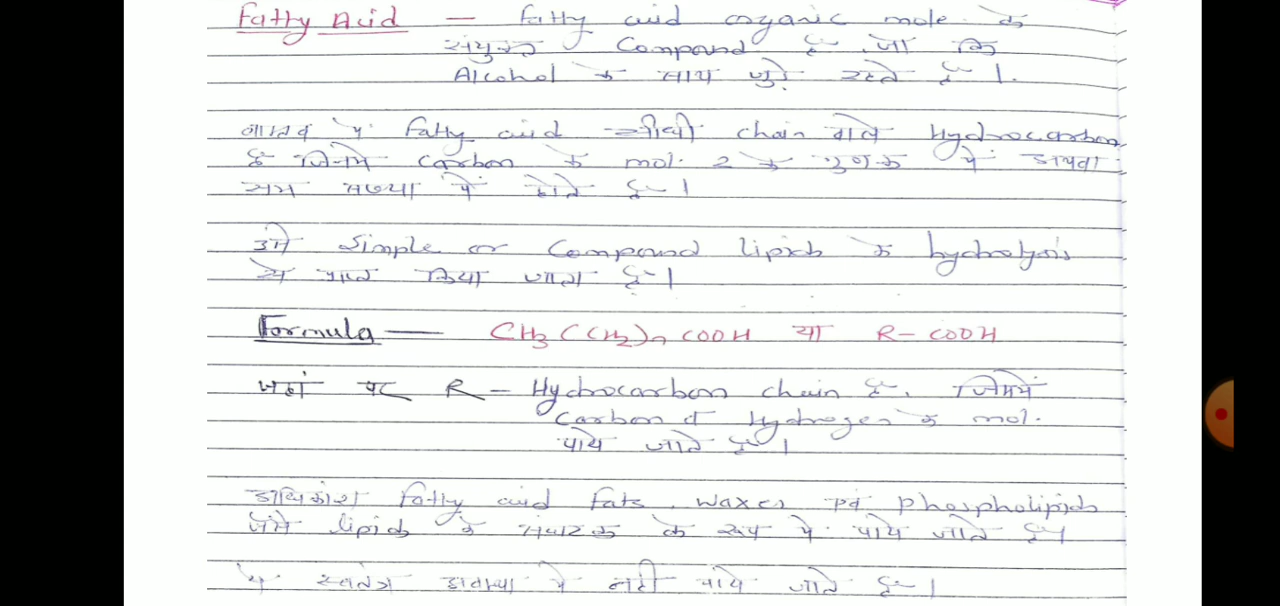 Fatty Acid — Fatty acid organic mole. के
संयुक्त Compound है जो कि
Alcohol के साथ जुड़े रहते है।
वास्तव में Fatty acid सीधी chain वाले Hydrocarbon
है जिनमे carbon के mol. 2 के गुणक में अथवा
सम संख्या में होते है।
उसे simple or Compound lipids के hydrolysis
से प्राप्त किया जाता है।
Formula — CH3(CH2)n COOH या R-COOH
जहां पर R - Hydrocarbon chain है, जिसमें
Carbon व Hydrogen के mol.
पाये जाते है।
अधिकांश fatty acid fats, waxes एवं phospholipids
जैसे lipids के संघटक के रूप में पाये जाते है।
ये स्वतंत्र अवस्था में नही पाये जाते है।